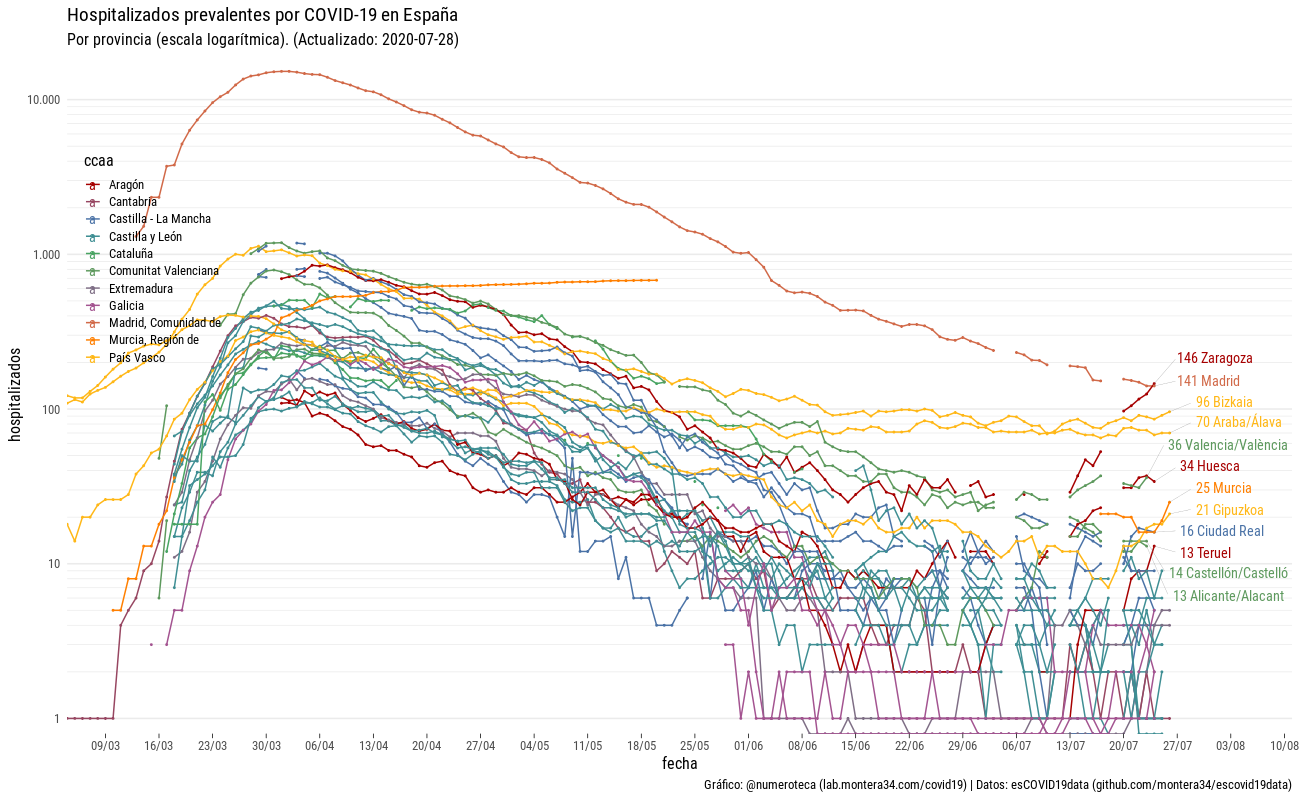 Hospitalizados prevalentes por COVID-19 en España
Por provincia (escala logarítmica). (Actualizado: 2020-07-28)
hospitalizados
10.000
1.000
100
10
1
ccaa
Aragón
Cantabria
Castilla - La Mancha
Castilla y León
Cataluña
Comunitat Valenciana
Extremadura
Galicia
Madrid, Comunidad de
Murcia, Región de
País Vasco
146 Zaragoza
141 Madrid
96 Bizkaia
70 Araba/Álava
36 Valencia/València
34 Huesca
25 Murcia
21 Gipuzkoa
16 Ciudad Real
13 Teruel
14 Castellón/Castelló
13 Alicante/Alacant
09/03 16/03 23/03 30/03 06/04 13/04 20/04 27/04 04/05 11/05 18/05 25/05 01/06 08/06 15/06 22/06 29/06 06/07 13/07 20/07 27/07 03/08 10/08
fecha
Gráfico: @numeroteca (lab.montera34.com/covid19) | Datos: esCOVID19data (github.com/montera34/escovid19data)